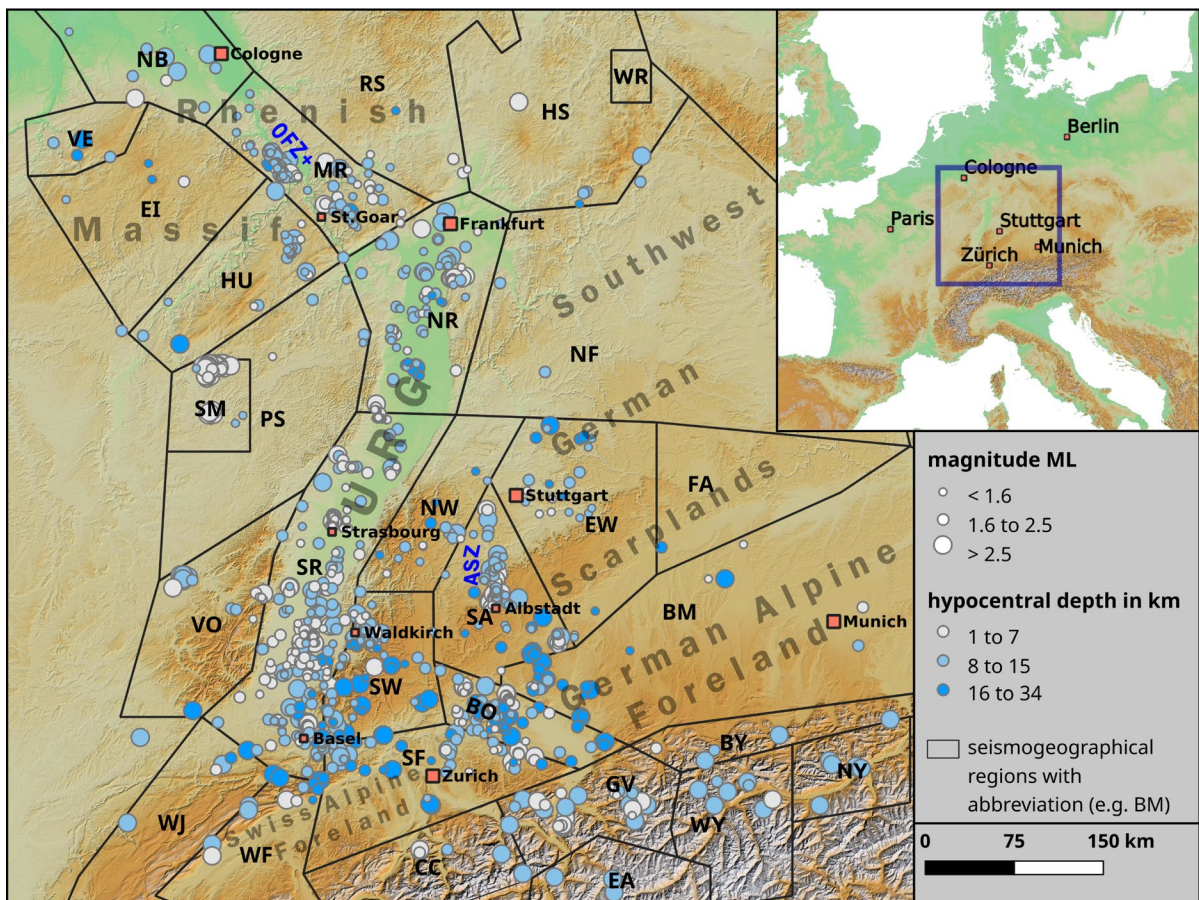 NB
Cologne
RS
WR
HS
Rhenish
VE
OFZ+
MR
EI
St.Goar
Frankfurt
Massif
HU
NR
Southwest
NF
SM
PS
URG
German
Scarplands
NW
Stuttgart
EW
FA
Strasbourg
ASZ
SR
SA
Albstadt
BM
German Alpine
Foreland
Munich
VO
Waldkirch
SW
BO
Basel
SF
Zurich
BY
NY
GV
WY
WJ
WF
Swiss Alpine
Foreland
CC
EA
Berlin
Cologne
Paris
Stuttgart
Munich
Zürich
magnitude ML
< 1.6
1.6 to 2.5
> 2.5
hypocentral depth in km
1 to 7
8 to 15
16 to 34
seismogeographical
regions with
abbreviation (e.g. BM)
0 75 150 km